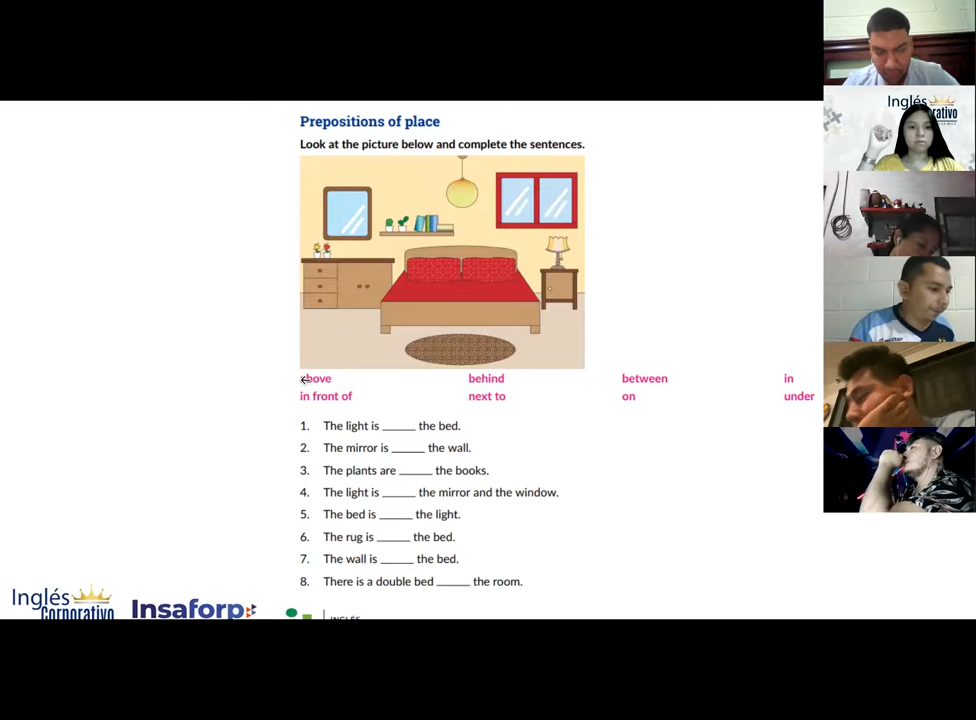 Inglés
rativo
Prepositions of place
Look at the picture below and complete the sentences.
above behind between in
in front of next to on under
1. The light is ______ the bed.
2. The mirror is ______ the wall.
3. The plants are ______ the books.
4. The light is ______ the mirror and the window.
5. The bed is ______ the light.
6. The rug is ______ the bed.
7. The wall is ______ the bed.
8. There is a double bed ______ the room.
Inglés
Corporativo
Insaforp
INGLÉS